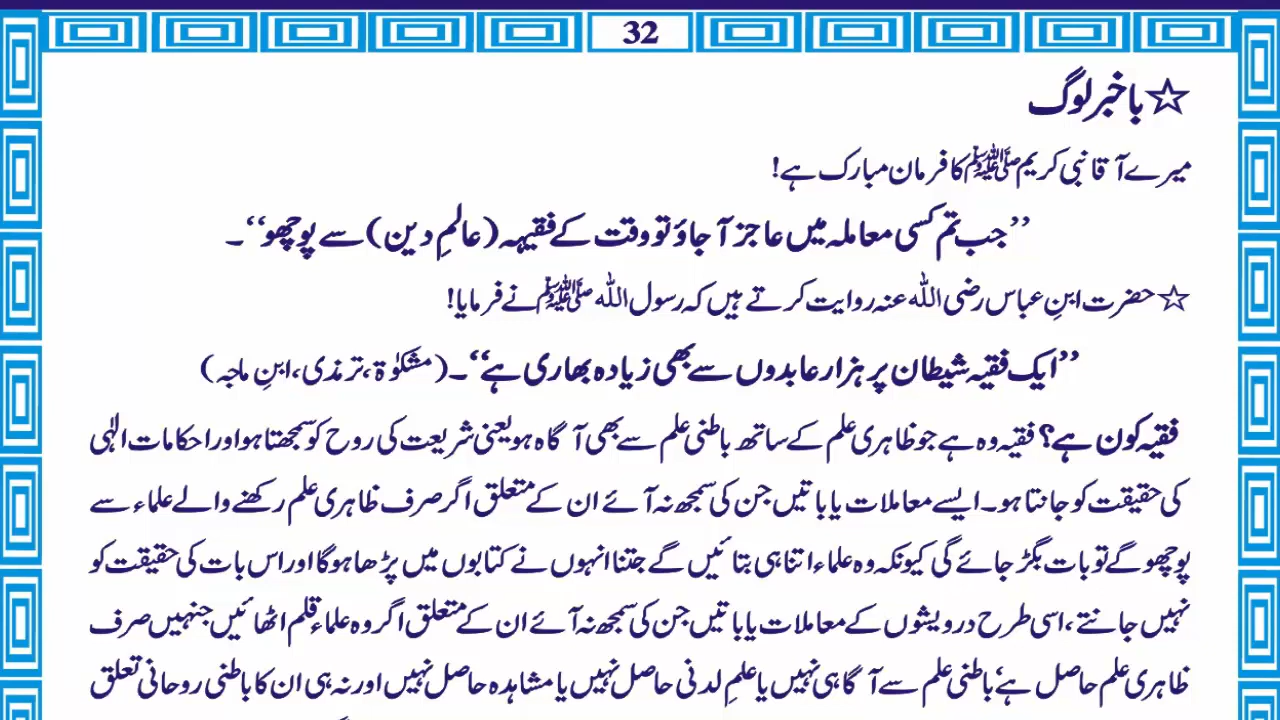 32
☆ باخبر لوگ
میرے آقا نبی کریم ﷺ کا فرمان مبارک ہے!
’’جب تم کسی معاملہ میں عاجز آ جاؤ تو وقت کے فقیہہ (عالمِ دین) سے پوچھو‘‘۔
☆ حضرت ابنِ عباس رضی اللہ عنہ روایت کرتے ہیں کہ رسول اللہ ﷺ نے فرمایا!
’’ایک فقیہ شیطان پر ہزار عابدوں سے بھی زیادہ بھاری ہے‘‘۔ (مشکوٰۃ، ترمذی، ابنِ ماجہ)
فقیہ کون ہے؟ فقیہ وہ ہے جو ظاہری علم کے ساتھ باطنی علم سے بھی آگاہ ہو یعنی شریعت کی روح کو سمجھتا ہو اور احکامات الٰہی
کی حقیقت کو جانتا ہو۔ ایسے معاملات یا باتیں جن کی سمجھ نہ آئے ان کے متعلق اگر صرف ظاہری علم رکھنے والے علماء سے
پوچھو گے تو بات بگڑ جائے گی کیونکہ وہ علماء اتنا ہی بتائیں گے جتنا انہوں نے کتابوں میں پڑھا ہوگا اور اس بات کی حقیقت کو
نہیں جانتے، اسی طرح درویشوں کے معاملات یا باتیں جن کی سمجھ نہ آئے ان کے متعلق اگر وہ علماء قلم اٹھائیں جنہیں صرف
ظاہری علم حاصل ہے‘ باطنی علم سے آگاہی نہیں یا علمِ لدنی حاصل نہیں یا مشاہدہ حاصل نہیں اور نہ ہی ان کا باطنی روحانی تعلق